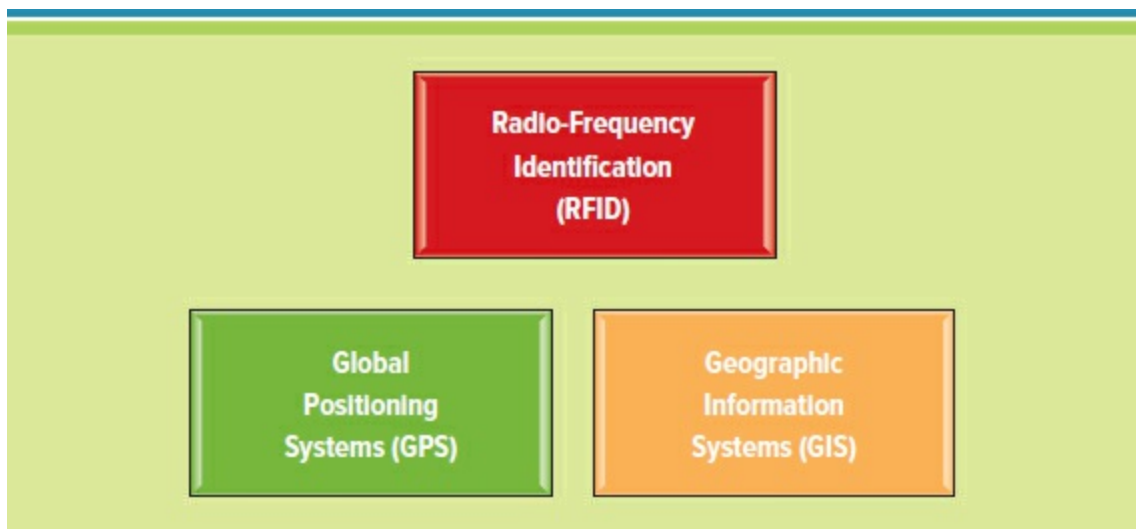 Radio-Frequency
Identification
(RFID)
Global
Positioning
Systems (GPS)
Geographic
Information
Systems (GIS)